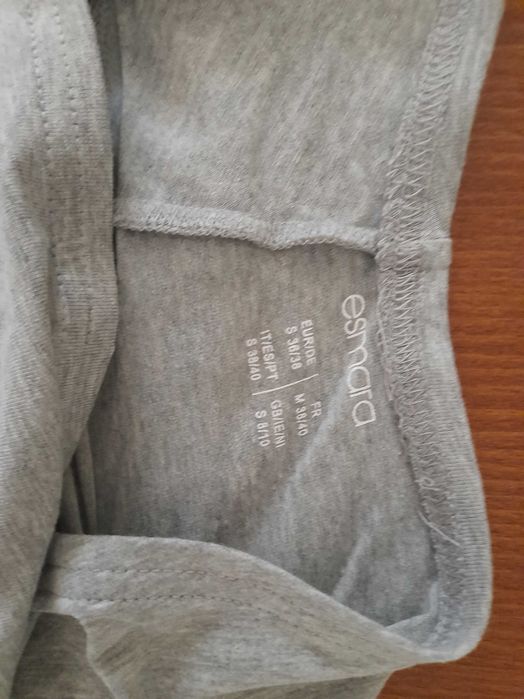 esmara
EUR/DE | FR
S 36/38 | M 38/40
IT/ES/PT | GB/IE/NI
S 38/40 | S 8/10